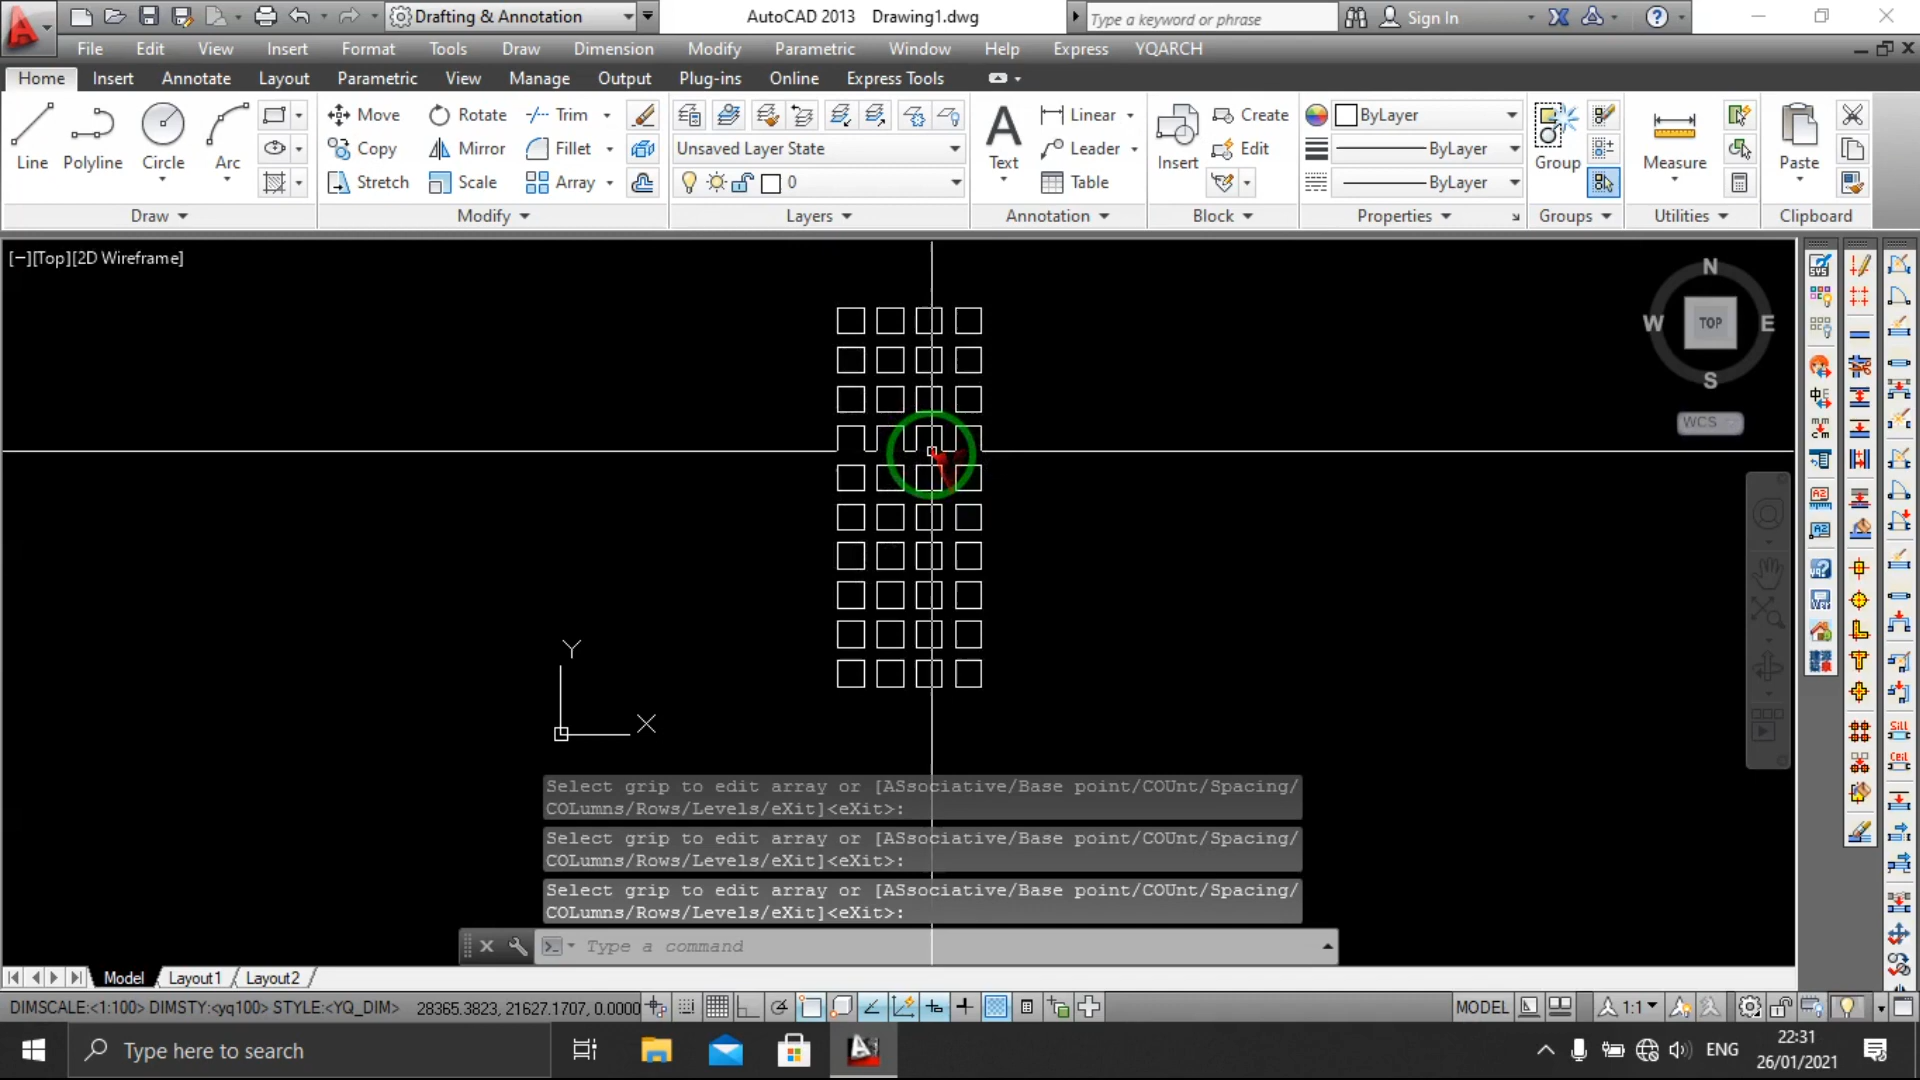 Drafting & Annotation
AutoCAD 2013 Drawing1.dwg
Type a keyword or phrase
Sign In
File Edit View Insert Format Tools Draw Dimension Modify Parametric Window Help Express YQARCH
Home Insert Annotate Layout Parametric View Manage Output Plug-ins Online Express Tools
Line Polyline Circle Arc
Move Rotate Trim
Copy Mirror Fillet
Stretch Scale Array
Unsaved Layer State
0
Text
Linear
Leader
Table
Insert
Create
Edit
ByLayer
ByLayer
ByLayer
Group
Measure
Paste
Draw Modify Layers Annotation Block Properties Groups Utilities Clipboard
[−][Top][2D Wireframe]
N
W TOP E
S
WCS
Y
X
Select grip to edit array or [ASsociative/Base point/COUnt/Spacing/
COLumns/Rows/Levels/eXit]<eXit>:
Select grip to edit array or [ASsociative/Base point/COUnt/Spacing/
COLumns/Rows/Levels/eXit]<eXit>:
Select grip to edit array or [ASsociative/Base point/COUnt/Spacing/
COLumns/Rows/Levels/eXit]<eXit>:
Type a command
Model Layout1 Layout2
DIMSCALE:<1:100> DIMSTY:<yq100> STYLE:<YQ_DIM> 28365.3823, 21627.1707, 0.0000
MODEL
1:1
Type here to search
ENG
22:31
26/01/2021